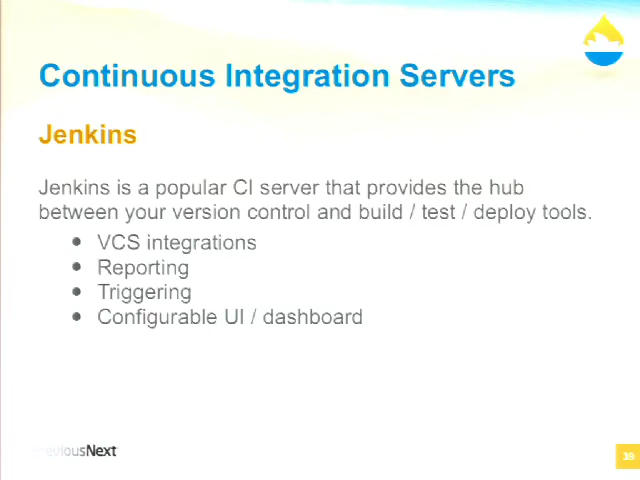 Continuous Integration Servers
Jenkins
Jenkins is a popular CI server that provides the hub
between your version control and build / test / deploy tools.
• VCS integrations
• Reporting
• Triggering
• Configurable UI / dashboard
PreviousNext
39